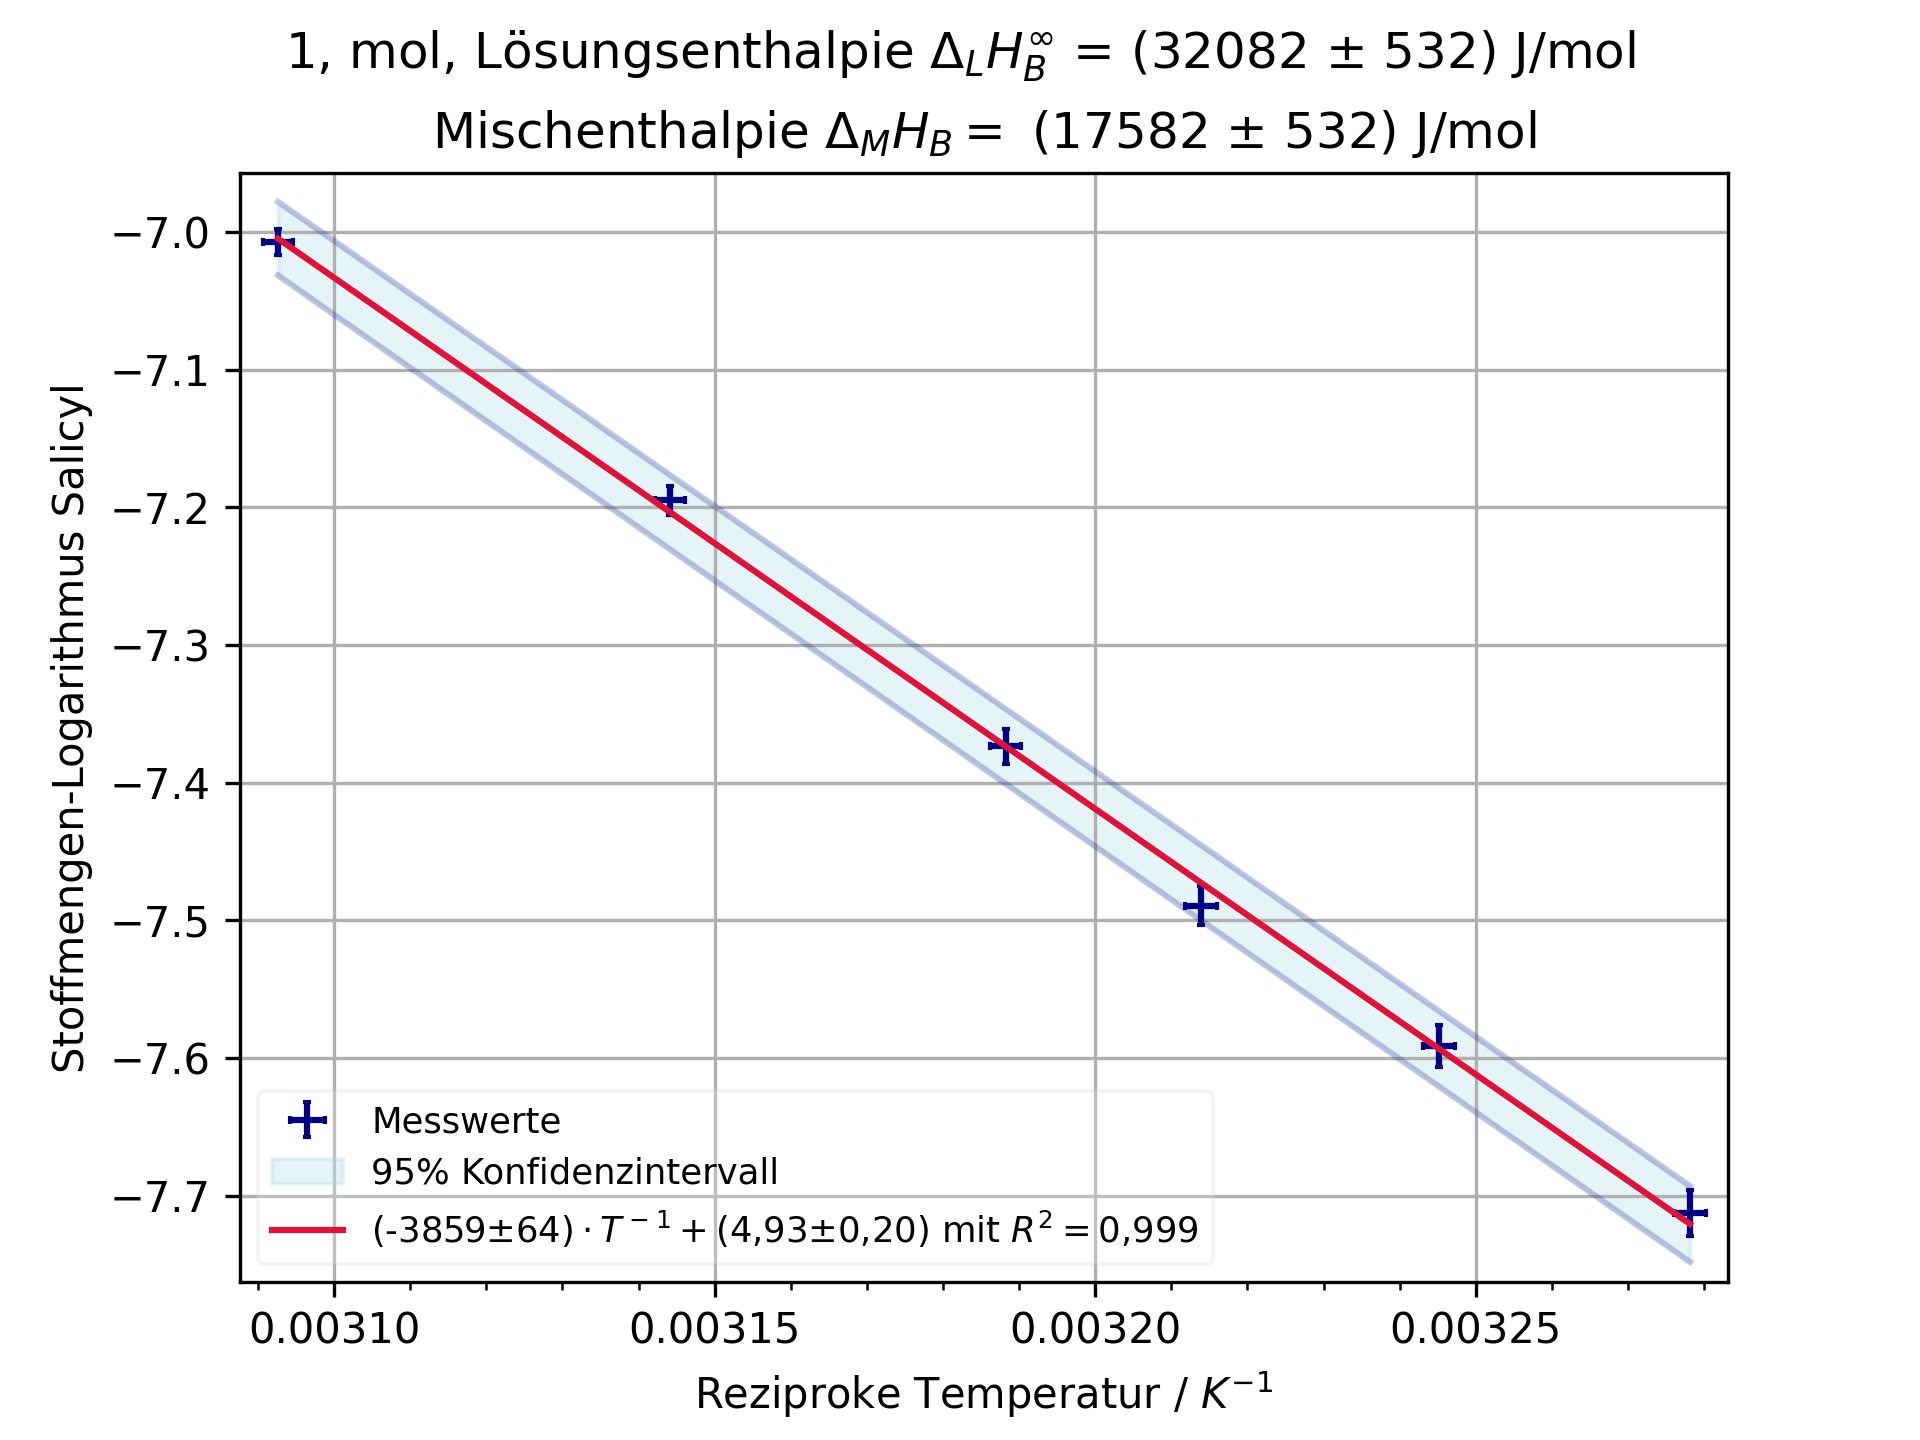 1, mol, Lösungsenthalpie Δ_L H_B^∞ = (32082 ± 532) J/mol
Mischenthalpie Δ_M H_B = (17582 ± 532) J/mol
−7.0
−7.1
−7.2
−7.3
−7.4
−7.5
−7.6
−7.7
Stoffmengen-Logarithmus Salicyl
Messwerte
95% Konfidenzintervall
(-3859±64) · T⁻¹ + (4,93±0,20) mit R² = 0,999
0.00310 0.00315 0.00320 0.00325
Reziproke Temperatur / K⁻¹